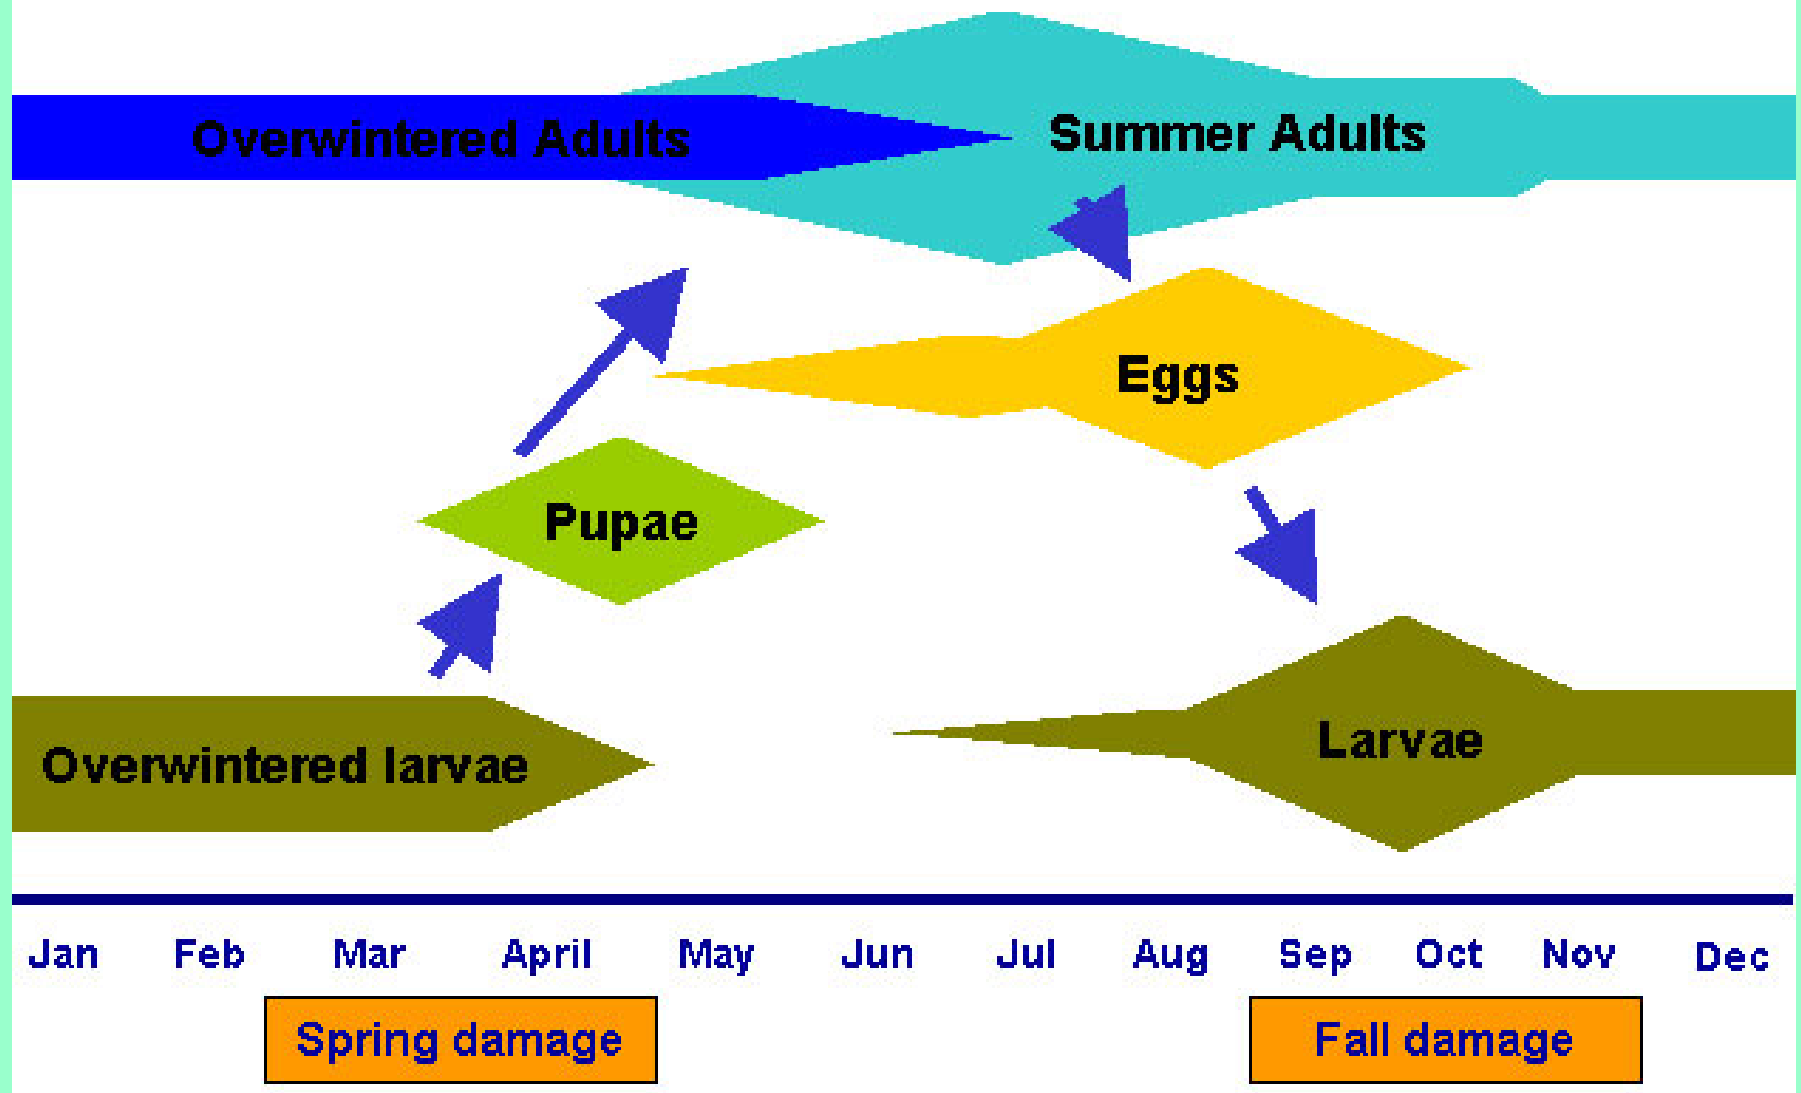 Overwintered Adults
Summer Adults
Eggs
Pupae
Overwintered larvae
Larvae
Jan Feb Mar April May Jun Jul Aug Sep Oct Nov Dec
Spring damage
Fall damage